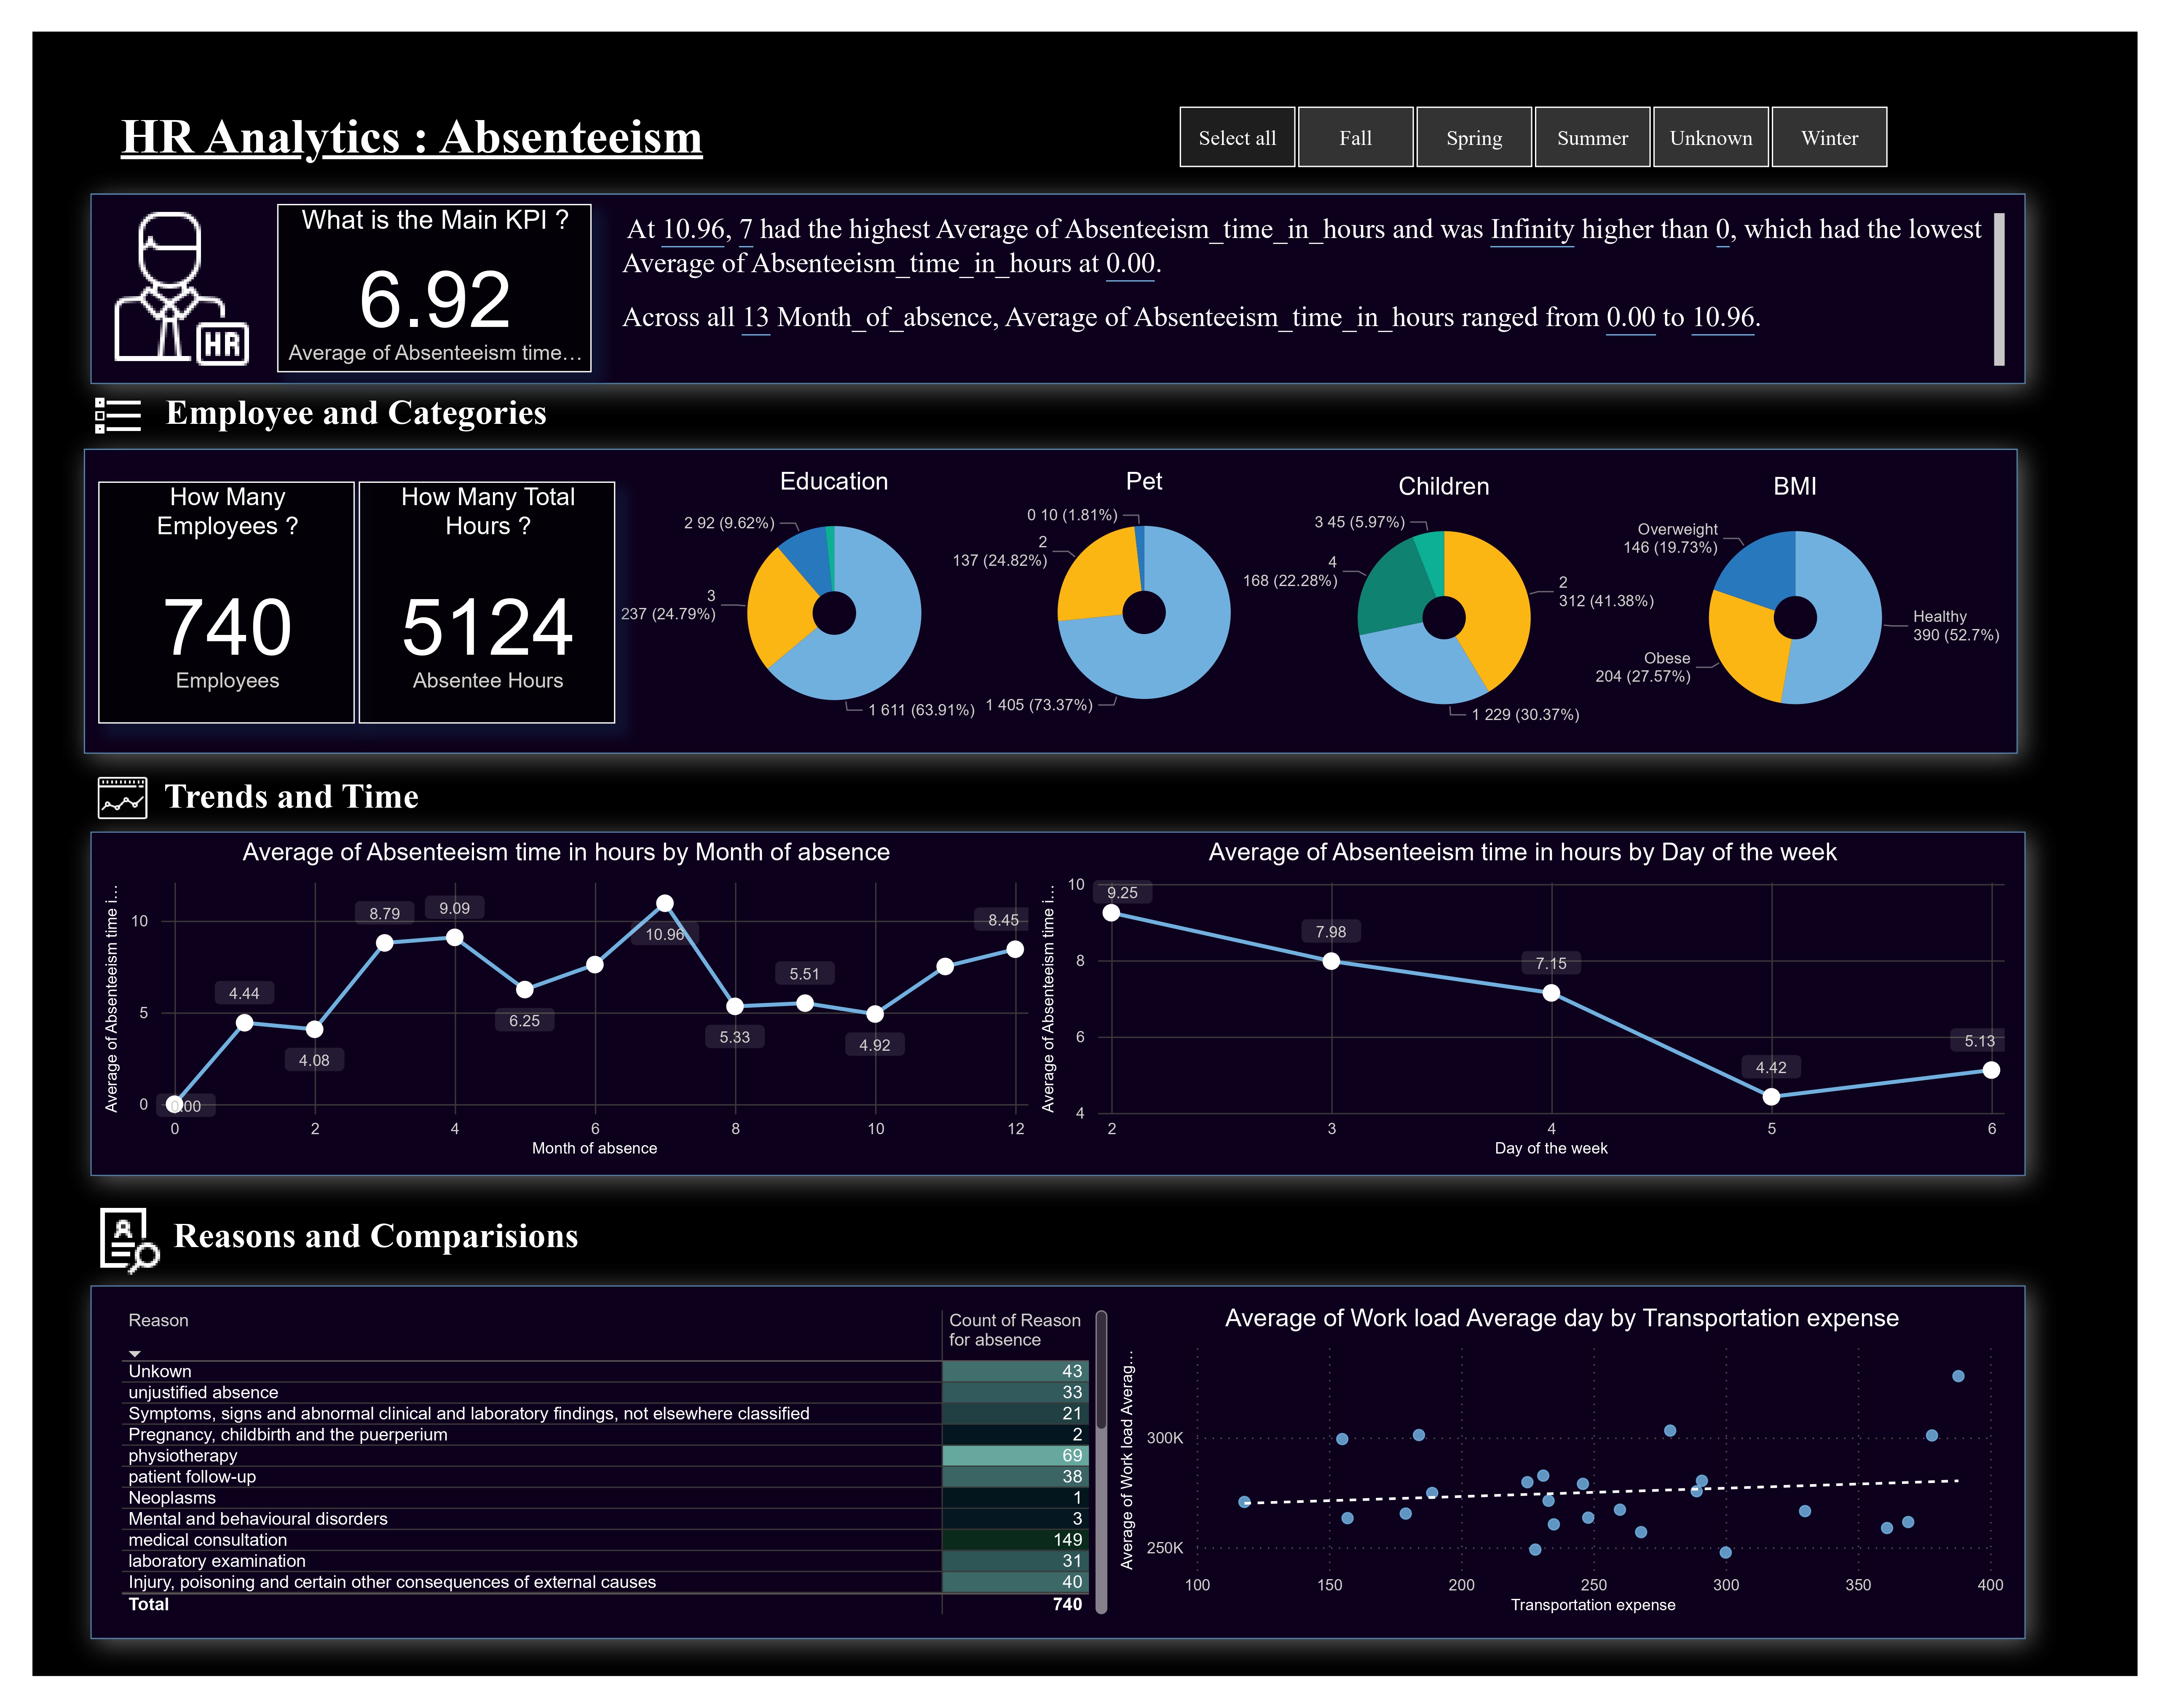 HR Analytics : Absenteeism
Select all
Fall
Spring
Summer
Unknown
Winter
HR
What is the Main KPI ?
6.92
Average of Absenteeism time…
At 10.96, 7 had the highest Average of Absenteeism_time_in_hours and was Infinity higher than 0, which had the lowest
Average of Absenteeism_time_in_hours at 0.00.
Across all 13 Month_of_absence, Average of Absenteeism_time_in_hours ranged from 0.00 to 10.96.
Employee and Categories
How Many
Employees ?
740
Employees
How Many Total
Hours ?
5124
Absentee Hours
Education
2 92 (9.62%)
3
237 (24.79%)
1 611 (63.91%)
Pet
0 10 (1.81%)
2
137 (24.82%)
1 405 (73.37%)
Children
3 45 (5.97%)
4
168 (22.28%)
2
312 (41.38%)
1 229 (30.37%)
BMI
Overweight
146 (19.73%)
Healthy
390 (52.7%)
Obese
204 (27.57%)
Trends and Time
Average of Absenteeism time in hours by Month of absence
Average of Absenteeism time i…
10
5
0
0.00
4.44
4.08
8.79
9.09
6.25
10.96
5.33
5.51
4.92
8.45
0
2
4
6
8
10
12
Month of absence
Average of Absenteeism time in hours by Day of the week
Average of Absenteeism time i…
10
8
6
4
9.25
7.98
7.15
4.42
5.13
2
3
4
5
6
Day of the week
A
Reasons and Comparisions
Reason
Count of Reason
for absence
Unkown 43
unjustified absence 33
Symptoms, signs and abnormal clinical and laboratory findings, not elsewhere classified 21
Pregnancy, childbirth and the puerperium 2
physiotherapy 69
patient follow-up 38
Neoplasms 1
Mental and behavioural disorders 3
medical consultation 149
laboratory examination 31
Injury, poisoning and certain other consequences of external causes 40
Total 740
Average of Work load Average day by Transportation expense
Average of Work load Averag…
300K
250K
100
150
200
250
300
350
400
Transportation expense